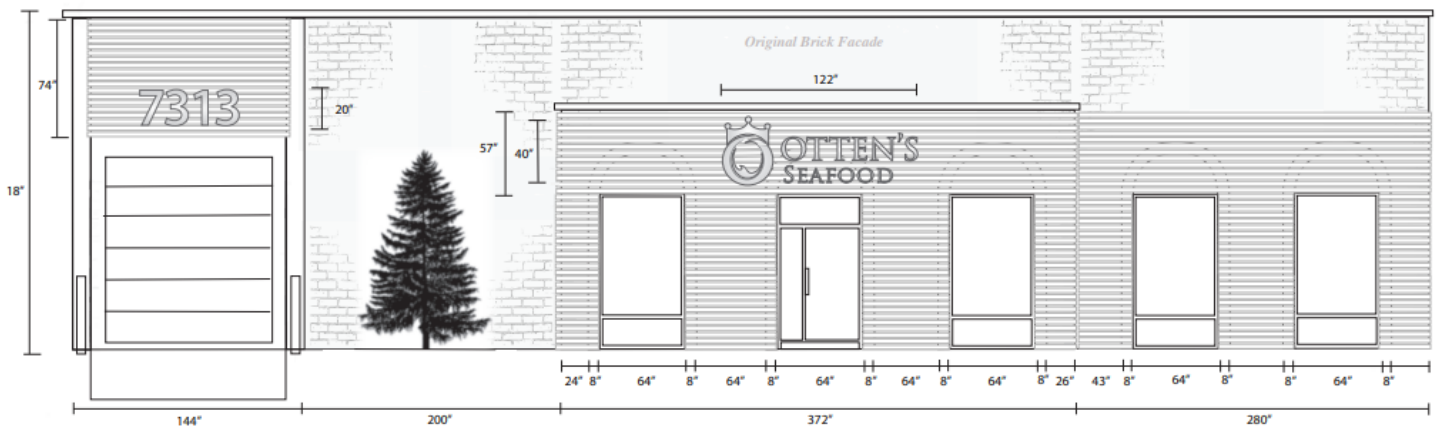 Original Brick Facade
122"
74"
7313
20"
57"
40"
OTTEN'S
SEAFOOD
18"
24" 8" 64" 8" 64" 8" 64" 8" 64" 8" 64" 8" 26" 43" 8" 64" 8" 8" 64" 8"
144" 200" 372" 280"